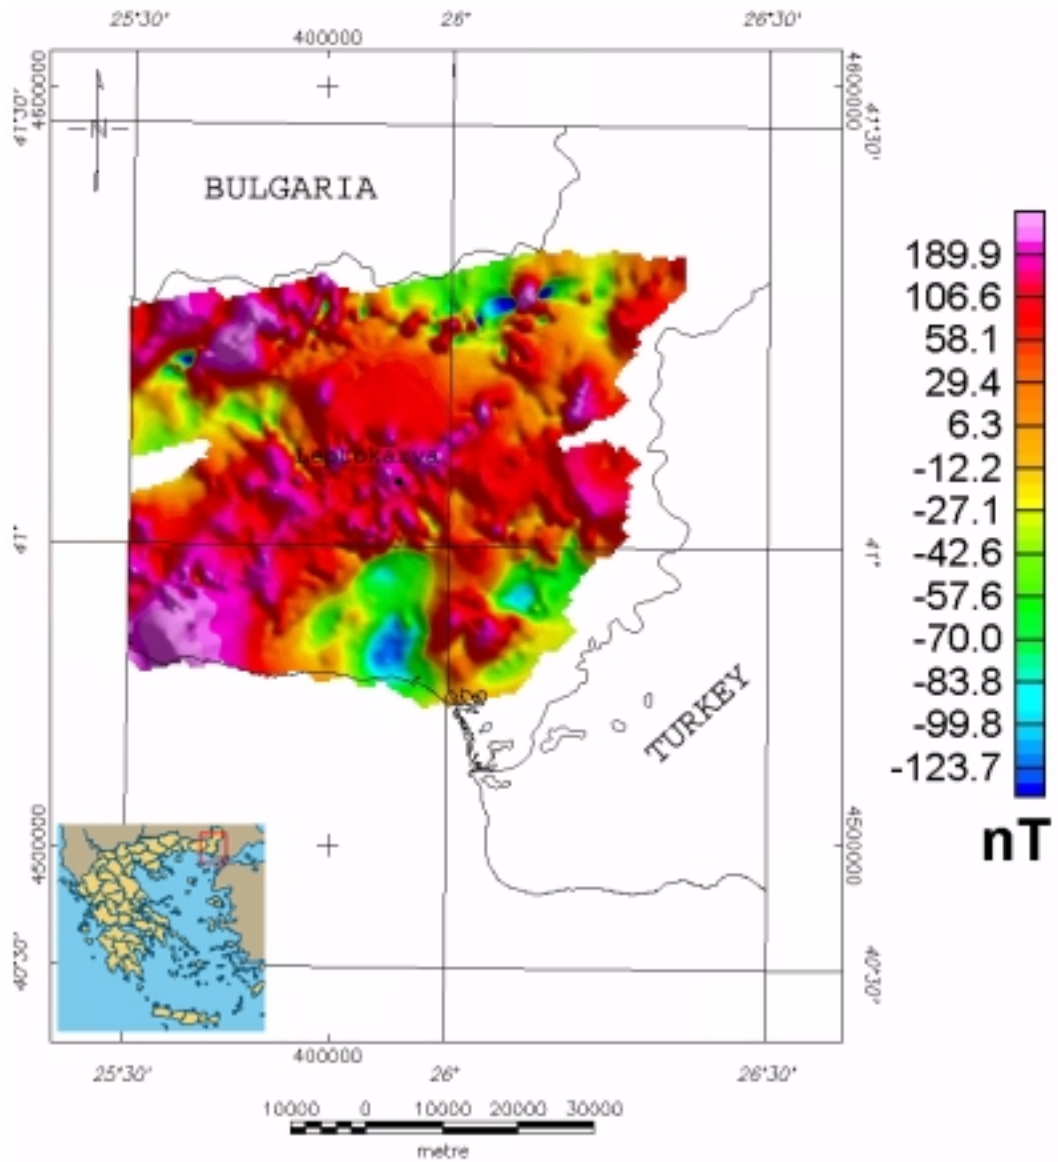 25°30' 26° 26°30'
400000
4600000 4600000
41°30' 41°30'
N
BULGARIA
Leptokarya
41° 41°
TURKEY
189.9
106.6
58.1
29.4
6.3
-12.2
-27.1
-42.6
-57.6
-70.0
-83.8
-99.8
-123.7
nT
4500000 4500000
40°30' 40°30'
400000
25°30' 26° 26°30'
10000 0 10000 20000 30000
metre